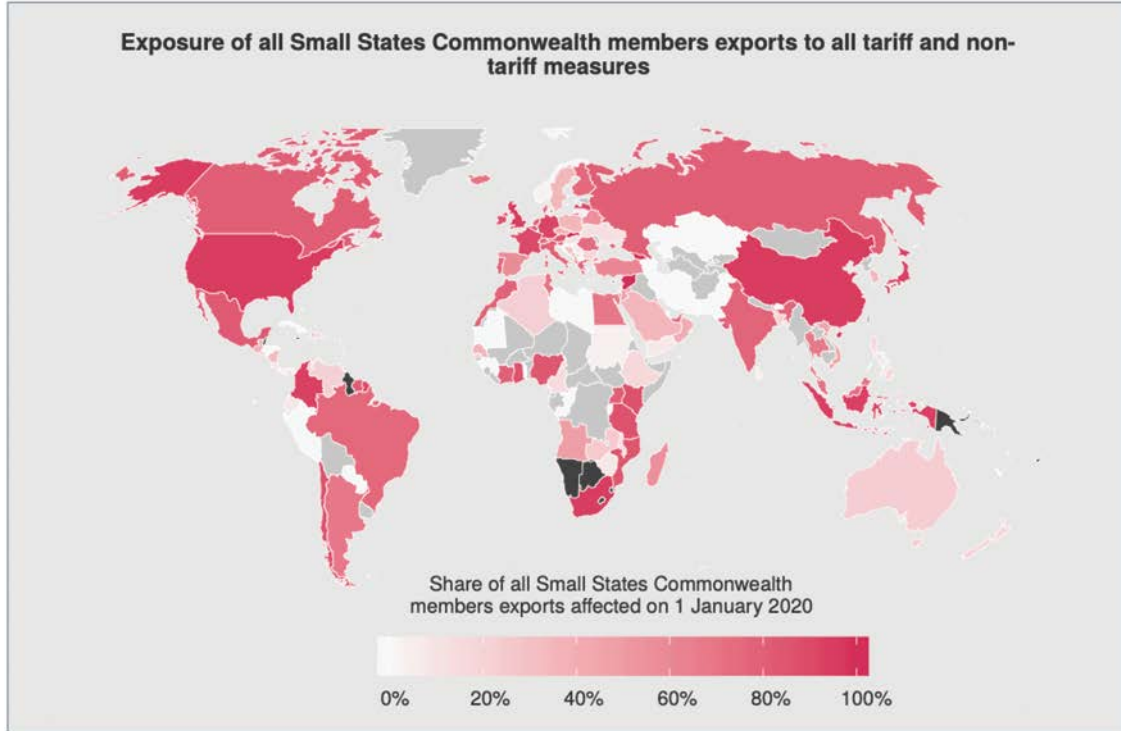 Exposure of all Small States Commonwealth members exports to all tariff and non-
tariff measures
Share of all Small States Commonwealth
members exports affected on 1 January 2020
0% 20% 40% 60% 80% 100%